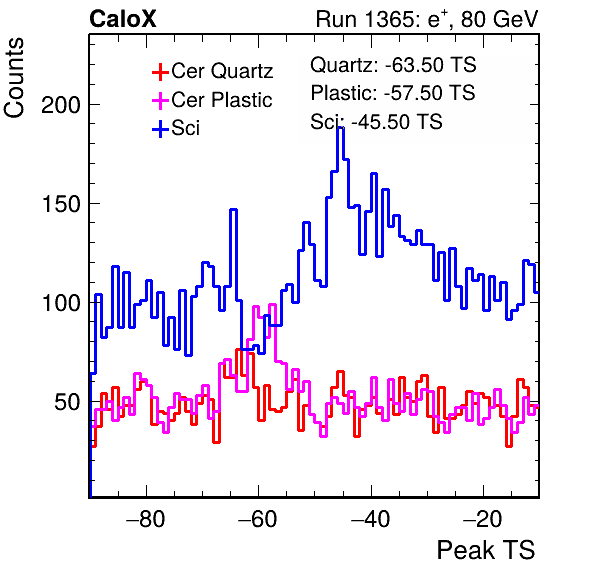 CaloX
Run 1365: e+, 80 GeV
Counts
Cer Quartz
Cer Plastic
Sci
Quartz: -63.50 TS
Plastic: -57.50 TS
Sci: -45.50 TS
200
150
100
50
−80
−60
−40
−20
Peak TS